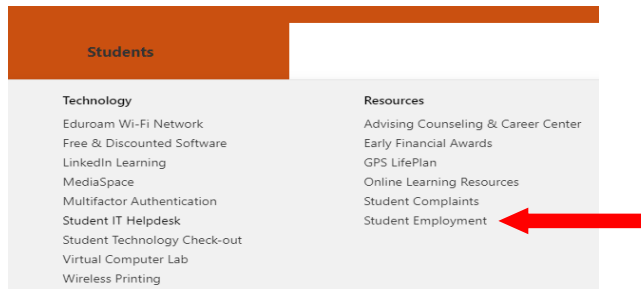 Students
Technology
Eduroam Wi-Fi Network
Free & Discounted Software
LinkedIn Learning
MediaSpace
Multifactor Authentication
Student IT Helpdesk
Student Technology Check-out
Virtual Computer Lab
Wireless Printing
Resources
Advising Counseling & Career Center
Early Financial Awards
GPS LifePlan
Online Learning Resources
Student Complaints
Student Employment